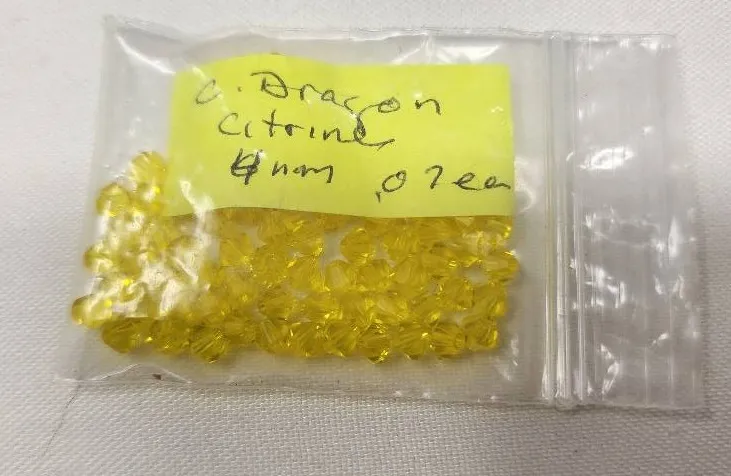 C. Dragon
Citrine
4mm .07ea